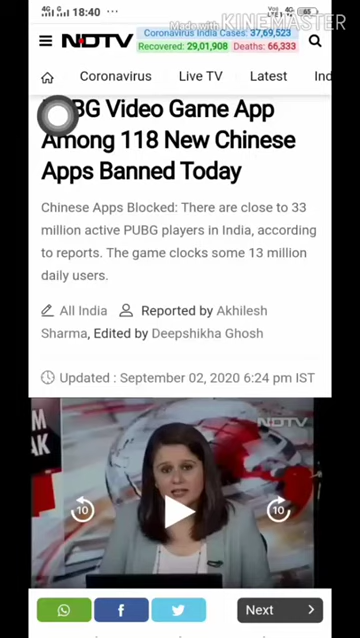 4G G 18:40 ...
Made with KINEMASTER
NDTV
Coronavirus India Cases: 37,69,523
Recovered: 29,01,908 Deaths: 66,333
Coronavirus Live TV Latest Ind
BG Video Game App
Among 118 New Chinese
Apps Banned Today
Chinese Apps Blocked: There are close to 33
million active PUBG players in India, according
to reports. The game clocks some 13 million
daily users.
All India Reported by Akhilesh
Sharma, Edited by Deepshikha Ghosh
Updated : September 02, 2020 6:24 pm IST
NDTV
M
AK
10 10
Next